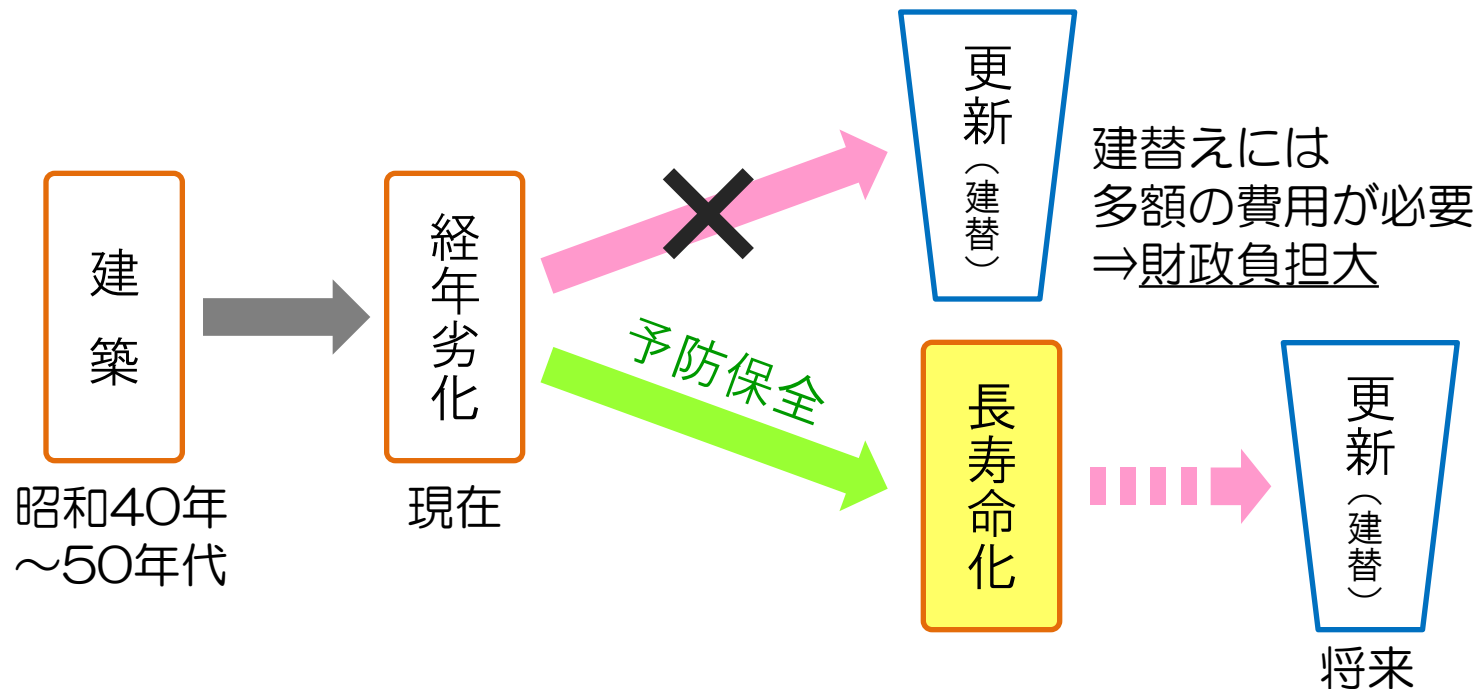 建築
昭和40年
～50年代
経年劣化
現在
更新（建替）
建替えには
多額の費用が必要
⇒財政負担大
予防保全
長寿命化
更新（建替）
将来